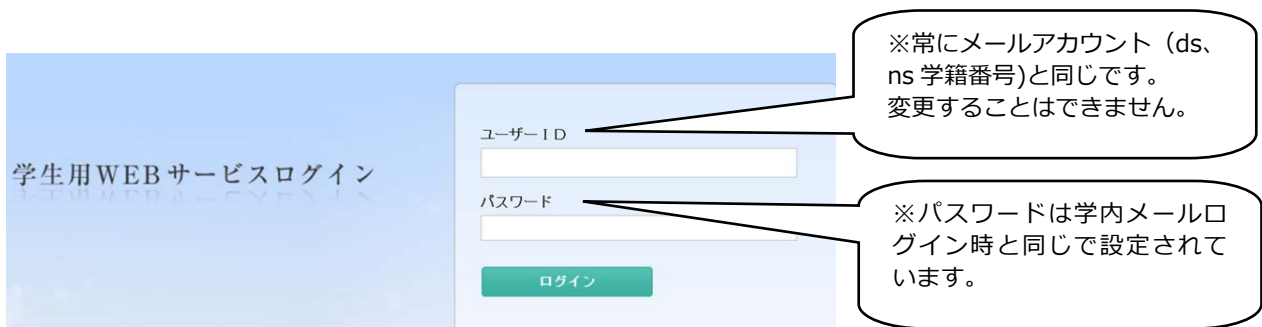 ※常にメールアカウント（ds、
ns 学籍番号)と同じです。
変更することはできません。
ユーザーＩＤ
学生用WEBサービスログイン
パスワード
※パスワードは学内メールロ
グイン時と同じで設定されて
います。
ログイン